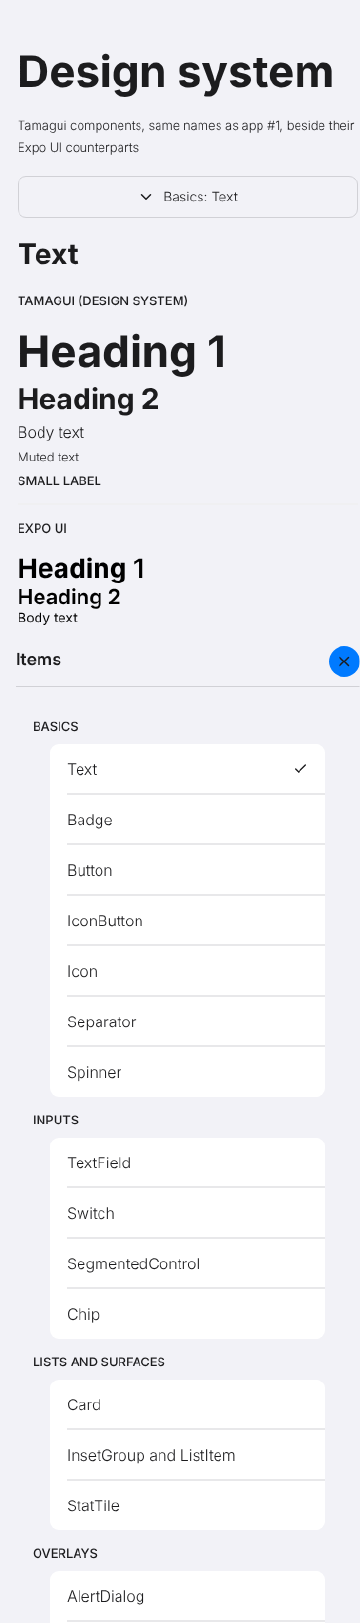 Design system
Tamagui components, same names as app #1, beside their
Expo UI counterparts
Basics: Text
Text
TAMAGUI (DESIGN SYSTEM)
Heading 1
Heading 2
Body text
Muted text
SMALL LABEL
EXPO UI
Heading 1
Heading 2
Body text
Items
BASICS
Text
Badge
Button
IconButton
Icon
Separator
Spinner
INPUTS
TextField
Switch
SegmentedControl
Chip
LISTS AND SURFACES
Card
InsetGroup and ListItem
StatTile
OVERLAYS
AlertDialog